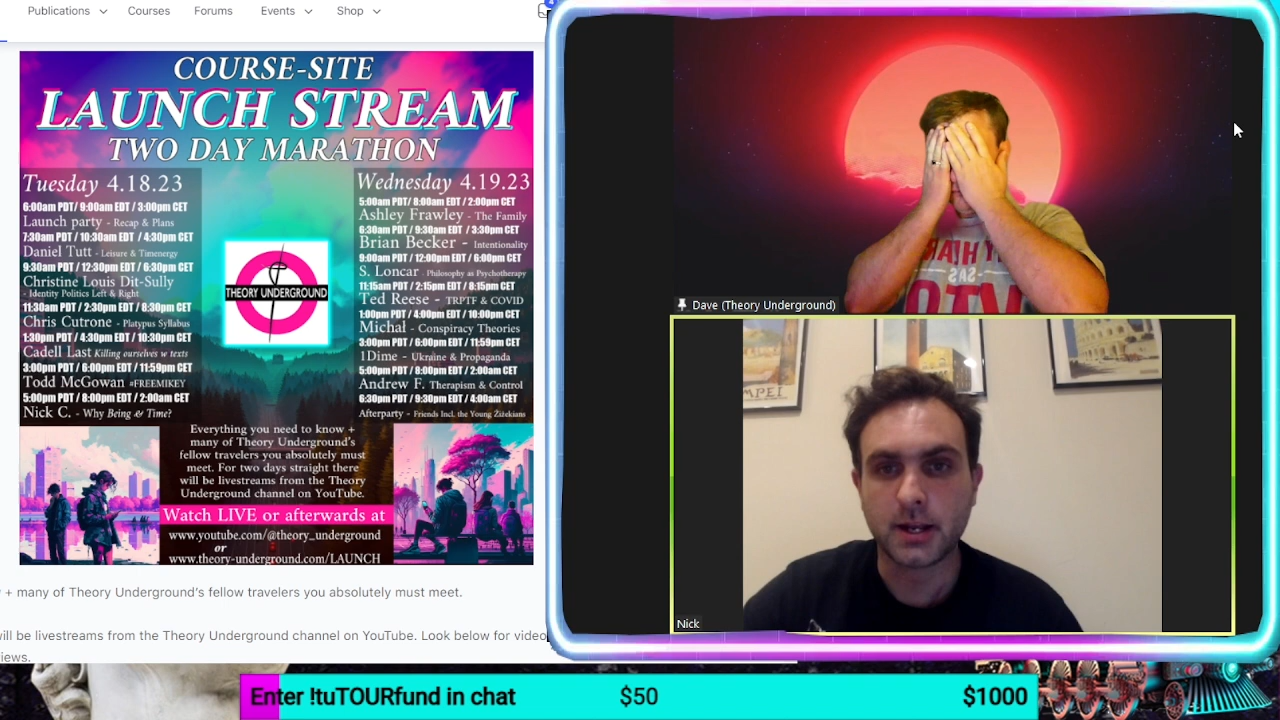 Publications
Courses
Forums
Events
Shop
COURSE-SITE
LAUNCH STREAM
TWO DAY MARATHON
Tuesday 4.18.23
6:00am PDT/ 9:00am EDT / 3:00pm CET
Launch party - Recap & Plans
7:30am PDT / 10:30am EDT / 4:30pm CET
Daniel Tutt - Leisure & Timenergy
9:30am PDT / 12:30pm EDT / 6:30pm CET
Christine Louis Dit-Sully
- Identity Politics Left & Right
11:30am PDT / 2:30pm EDT / 8:30pm CET
Chris Cutrone - Platypus Syllabus
1:30pm PDT / 4:30pm EDT / 10:30pm CET
Cadell Last Killing ourselves w texts
3:00pm PDT / 6:00pm EDT / 11:59pm CET
Todd McGowan #FREEMIKEY
5:00pm PDT / 8:00pm EDT / 2:00am CET
Nick C. - Why Being & Time?
Wednesday 4.19.23
5:00am PDT/ 8:00am EDT / 2:00pm CET
Ashley Frawley - The Family
6:30am PDT / 9:30am EDT / 3:30pm CET
Brian Becker - Intentionality
9:00am PDT / 12:00pm EDT / 6:00pm CET
S. Loncar - Philosophy as Psychotherapy
11:15am PDT / 2:15pm EDT / 8:15pm CET
Ted Reese - TRPTF & COVID
1:00pm PDT / 4:00pm EDT / 10:00pm CET
Michal - Conspiracy Theories
3:00pm PDT / 6:00pm EDT / 11:59pm CET
1Dime - Ukraine & Propaganda
5:00pm PDT / 8:00pm EDT / 2:00am CET
Andrew F. Therapism & Control
6:30pm PDT / 9:30pm EDT / 4:00am CET
Afterparty - Friends Incl. the Young Žižekians
THEORY UNDERGROUND
Everything you need to know +
many of Theory Underground's
fellow travelers you absolutely must
meet. For two days straight there
will be livestreams from the Theory
Underground channel on YouTube.
Watch LIVE or afterwards at
www.youtube.com/@theory_underground
or
www.theory-underground.com/LAUNCH
+ many of Theory Underground's fellow travelers you absolutely must meet.
will be livestreams from the Theory Underground channel on YouTube. Look below for video
Dave (Theory Underground)
Nick
Enter !tuTOURfund in chat
$50
$1000